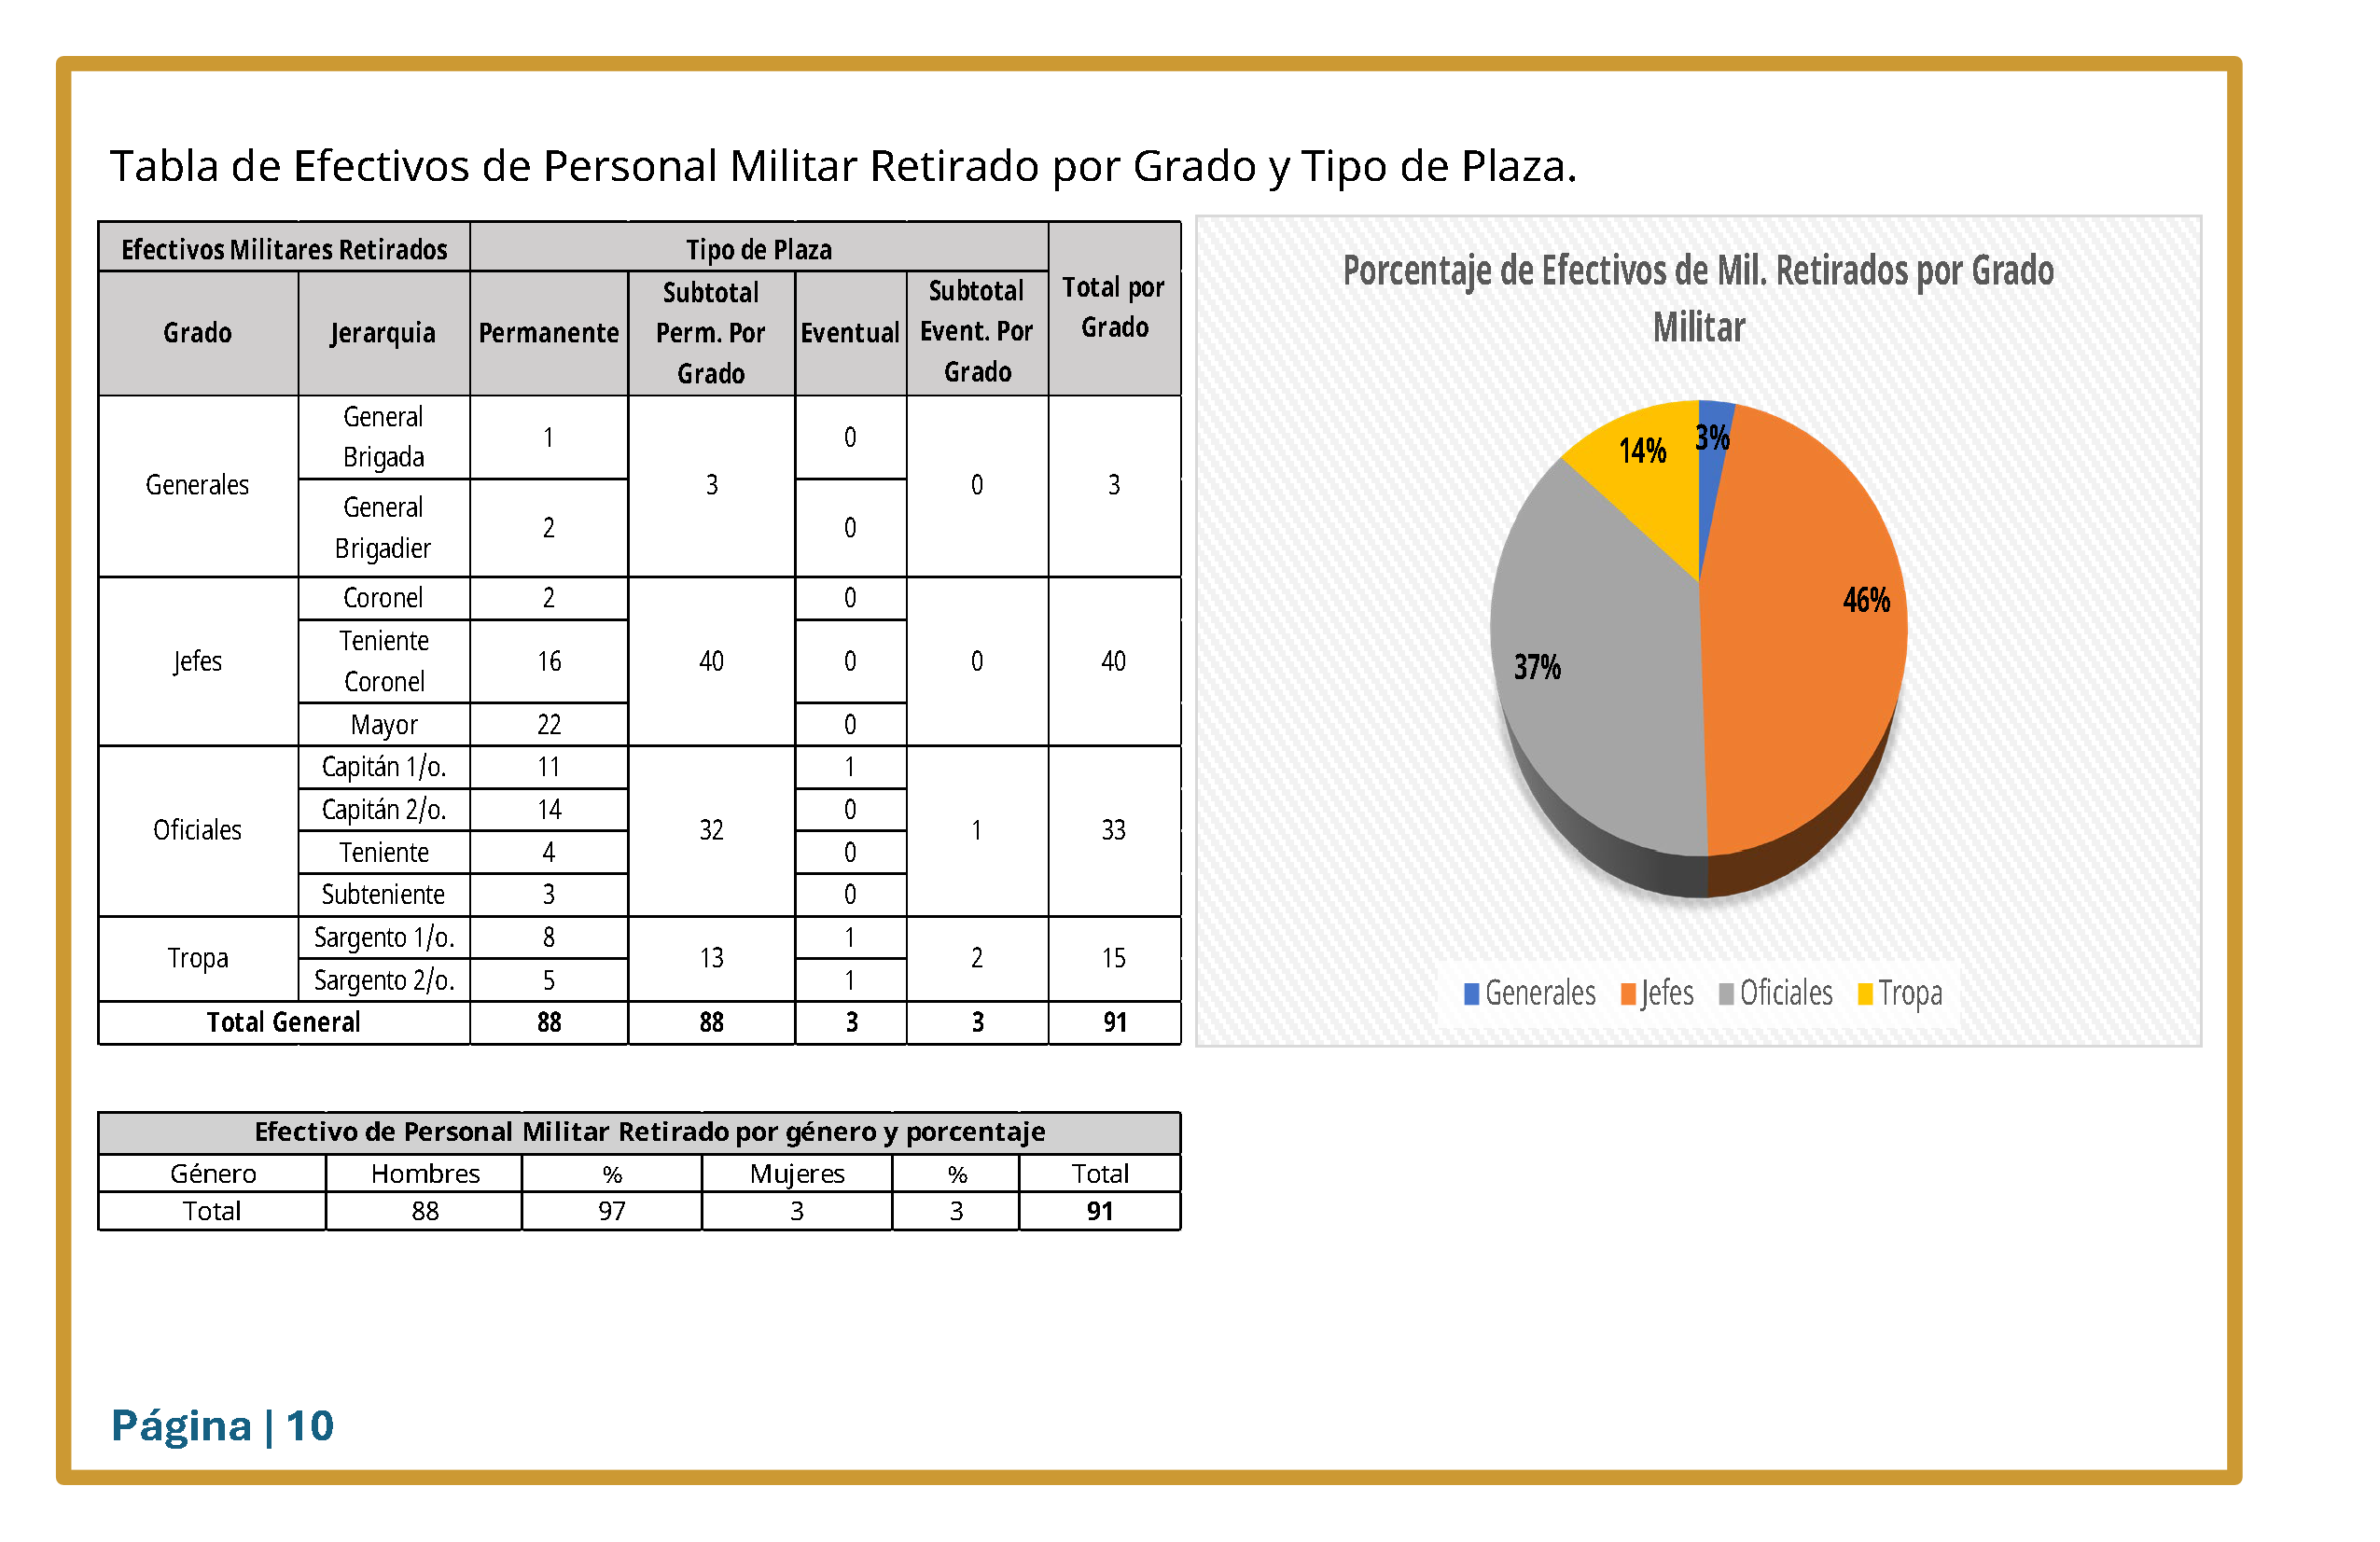 Tabla de Efectivos de Personal Militar Retirado por Grado y Tipo de Plaza.
Efectivos Militares Retirados Tipo de Plaza Total por Grado
Grado Jerarquia Permanente Subtotal Perm. Por Grado Eventual Subtotal Event. Por Grado
Generales General Brigada 1 3 0 0 3
General Brigadier 2 0
Jefes Coronel 2 40 0 0 40
Teniente Coronel 16 0
Mayor 22 0
Oficiales Capitán 1/o. 11 32 1 1 33
Capitán 2/o. 14 0
Teniente 4 0
Subteniente 3 0
Tropa Sargento 1/o. 8 13 1 2 15
Sargento 2/o. 5 1
Total General 88 88 3 3 91
Porcentaje de Efectivos de Mil. Retirados por Grado
Militar
3%
14%
46%
37%
Generales Jefes Oficiales Tropa
Efectivo de Personal Militar Retirado por género y porcentaje
Género Hombres % Mujeres % Total
Total 88 97 3 3 91
Página | 10